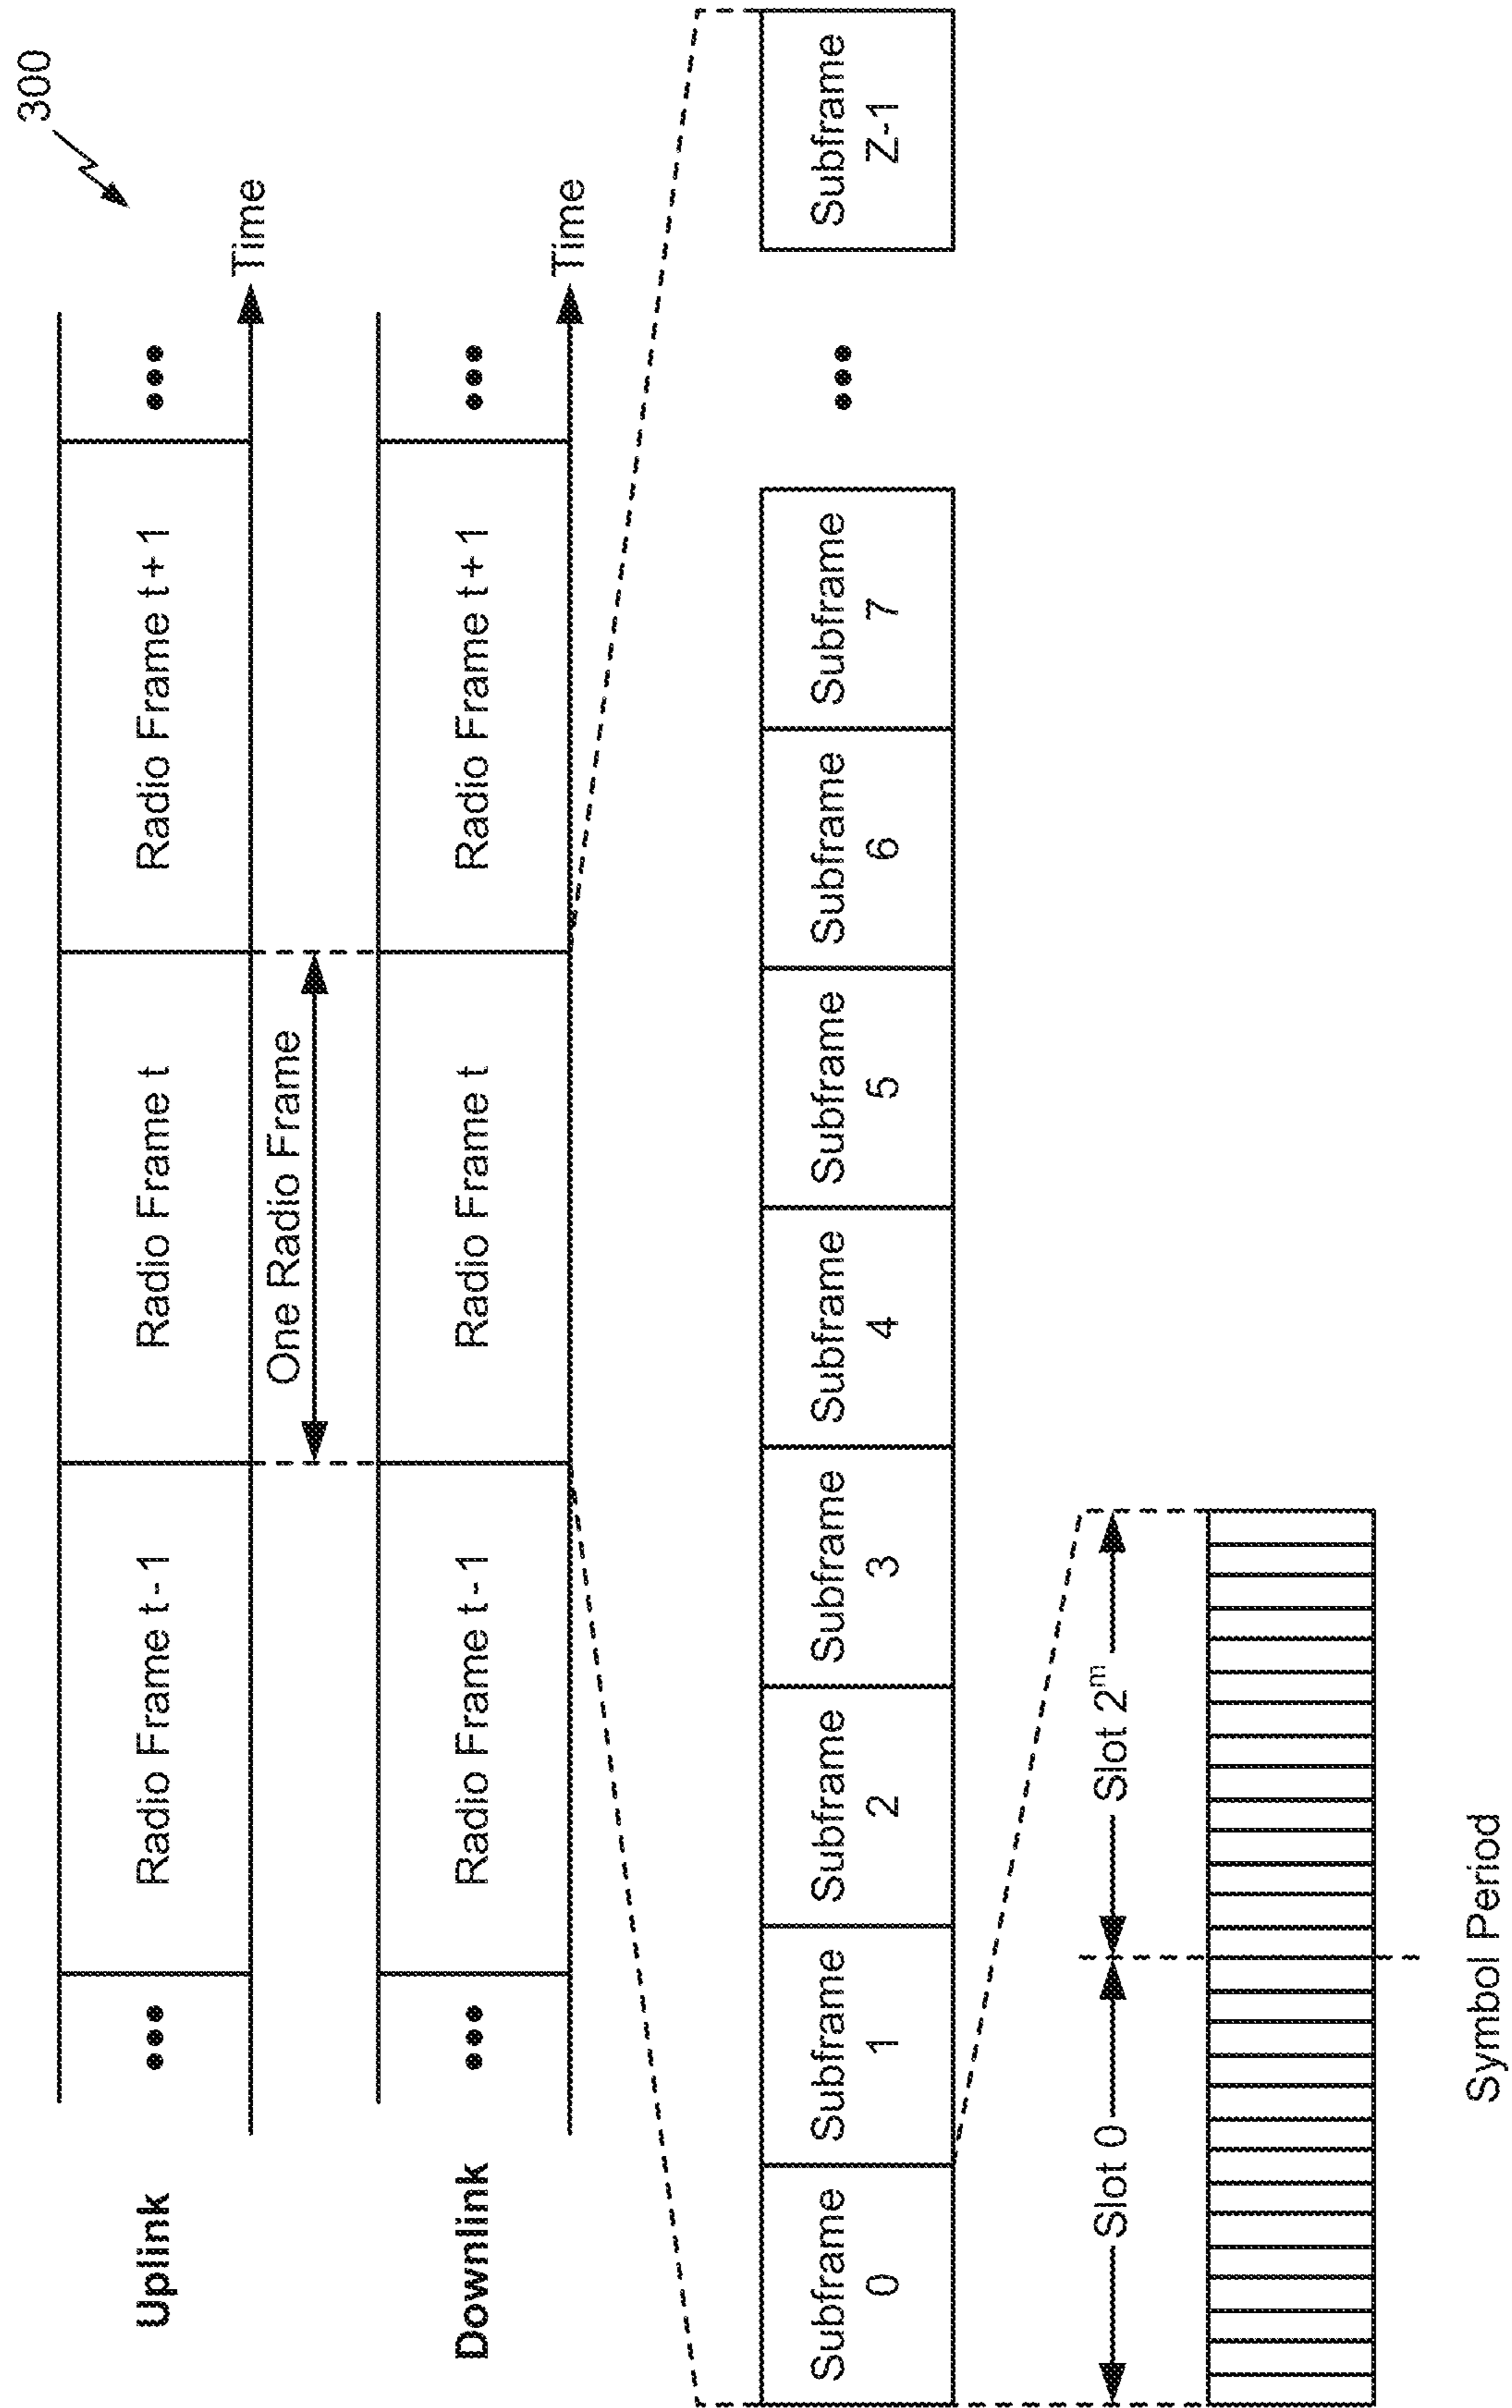 300
Uplink
•••
Radio Frame t - 1
Radio Frame t
Radio Frame t + 1
•••
Time
One Radio Frame
Downlink
•••
Radio Frame t - 1
Radio Frame t
Radio Frame t + 1
•••
Time
Subframe
0
Subframe
1
Subframe
2
Subframe
3
Subframe
4
Subframe
5
Subframe
6
Subframe
7
•••
Subframe
Z-1
Slot 0
Slot 2ᵐ
Symbol Period